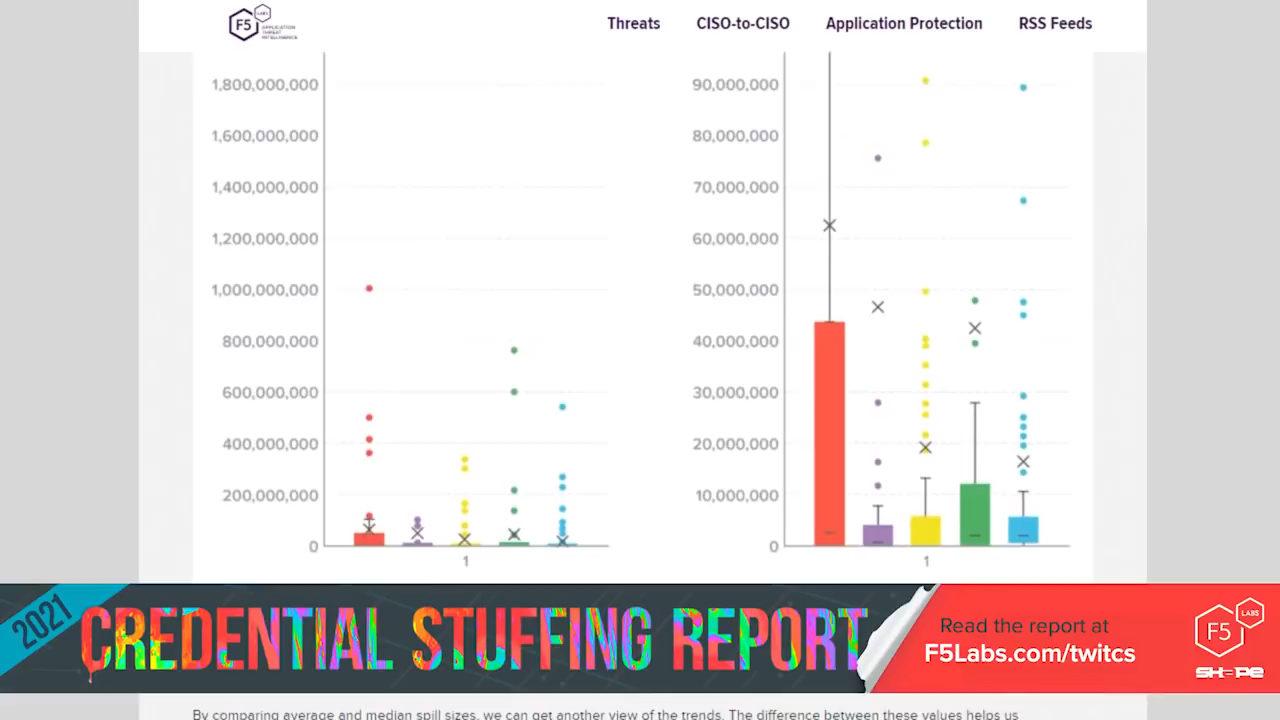 F5 LABS
APPLICATION
THREAT
INTELLIGENCE
Threats CISO-to-CISO Application Protection RSS Feeds
1,800,000,000
1,600,000,000
1,400,000,000
1,200,000,000
1,000,000,000
800,000,000
600,000,000
400,000,000
200,000,000
0
1
90,000,000
80,000,000
70,000,000
60,000,000
50,000,000
40,000,000
30,000,000
20,000,000
10,000,000
0
1
2021
CREDENTIAL STUFFING REPORT
Read the report at
F5Labs.com/twitcs
F5 LABS
SHAPE
By comparing average and median spill sizes, we can get another view of the trends. The difference between these values helps us